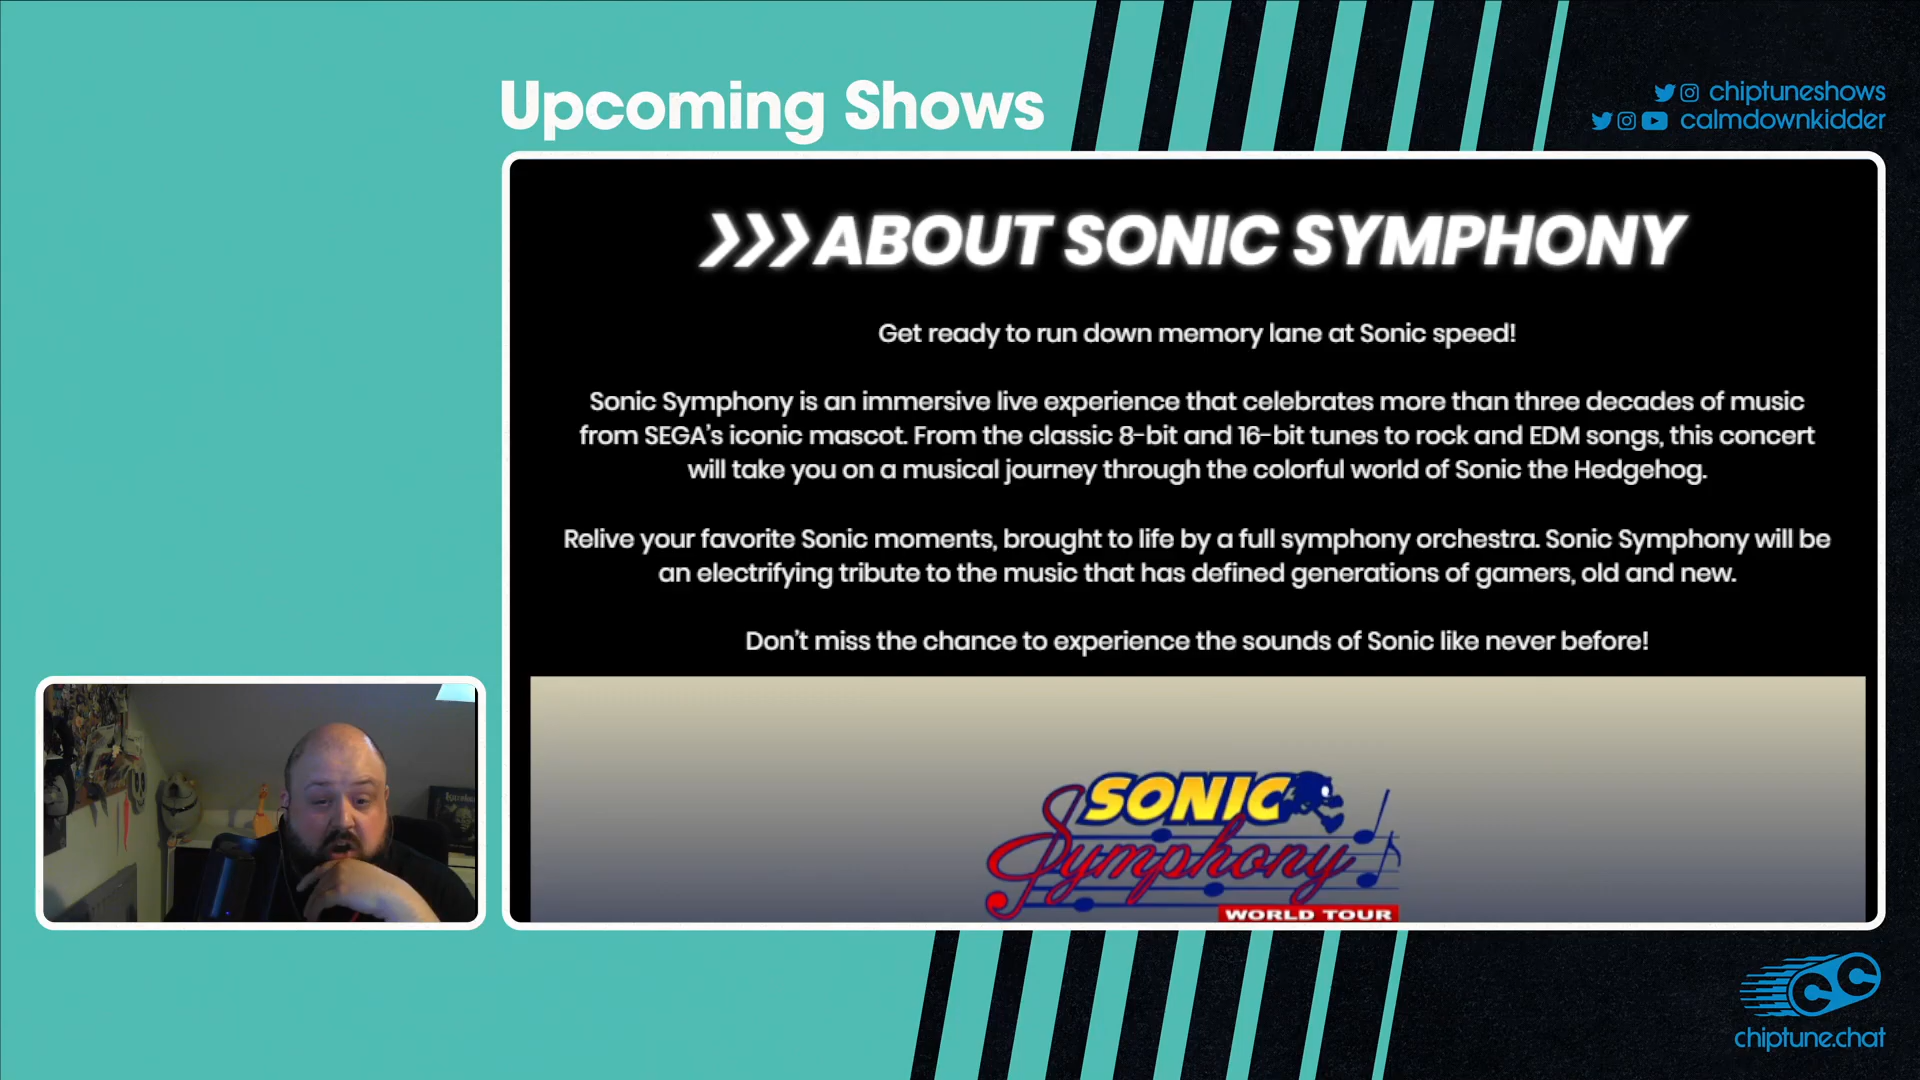 Upcoming Shows
chiptuneshows
calmdownkidder
ABOUT SONIC SYMPHONY
Get ready to run down memory lane at Sonic speed!
Sonic Symphony is an immersive live experience that celebrates more than three decades of music
from SEGA’s iconic mascot. From the classic 8-bit and 16-bit tunes to rock and EDM songs, this concert
will take you on a musical journey through the colorful world of Sonic the Hedgehog.
Relive your favorite Sonic moments, brought to life by a full symphony orchestra. Sonic Symphony will be
an electrifying tribute to the music that has defined generations of gamers, old and new.
Don’t miss the chance to experience the sounds of Sonic like never before!
SONIC
Symphony
WORLD TOUR
CC
chiptune.chat